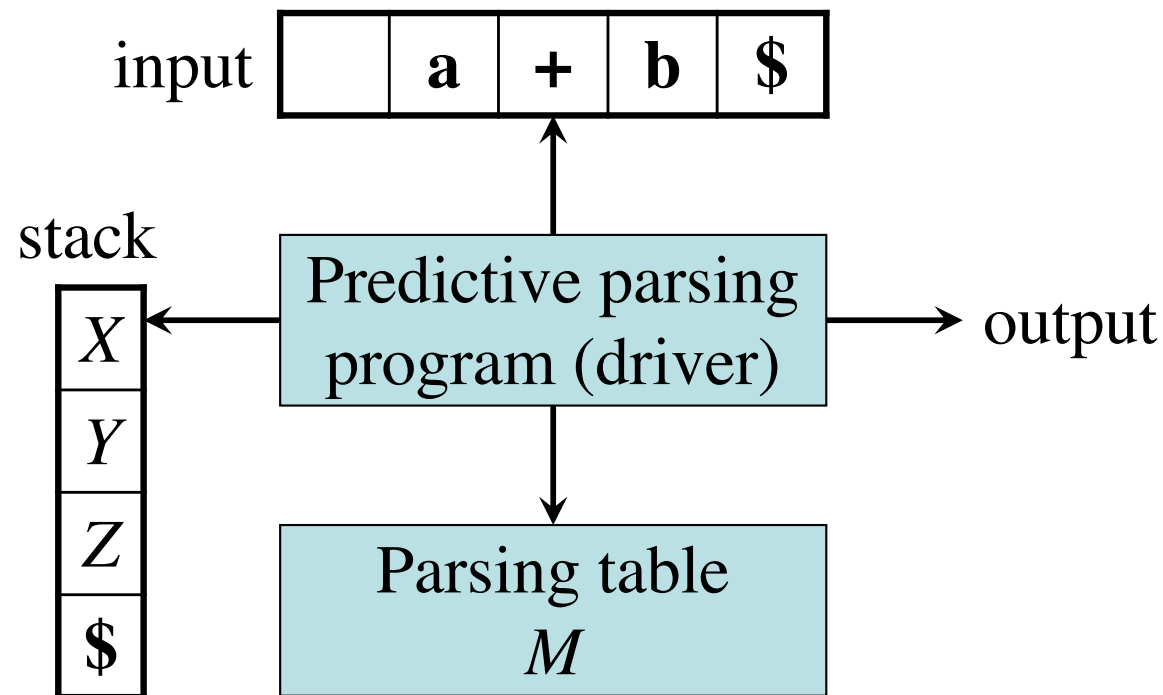 input a + b $
stack
Predictive parsing
program (driver)
output
X
Y
Z
$
Parsing table
M